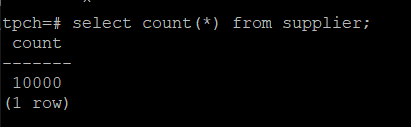 tpch=# select count(*) from supplier;
count
-------
10000
(1 row)